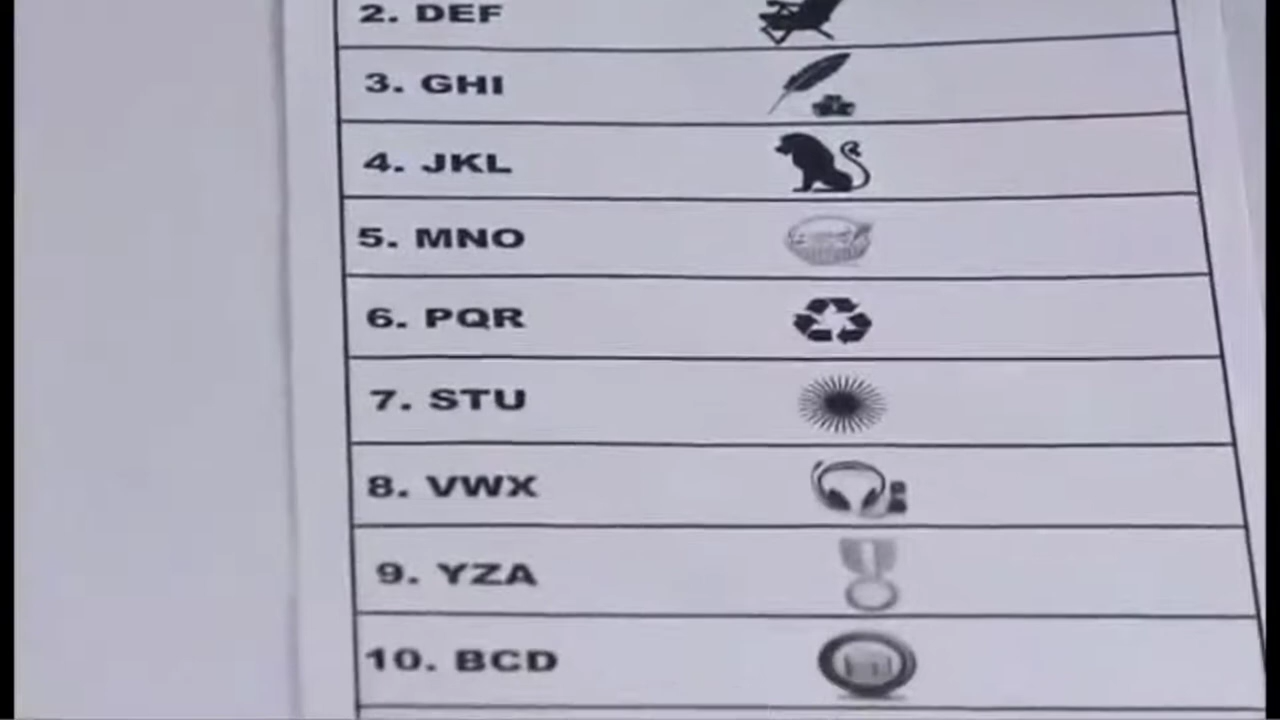 2. DEF
3. GHI
4. JKL
5. MNO
6. PQR
7. STU
8. VWX
9. YZA
10. BCD